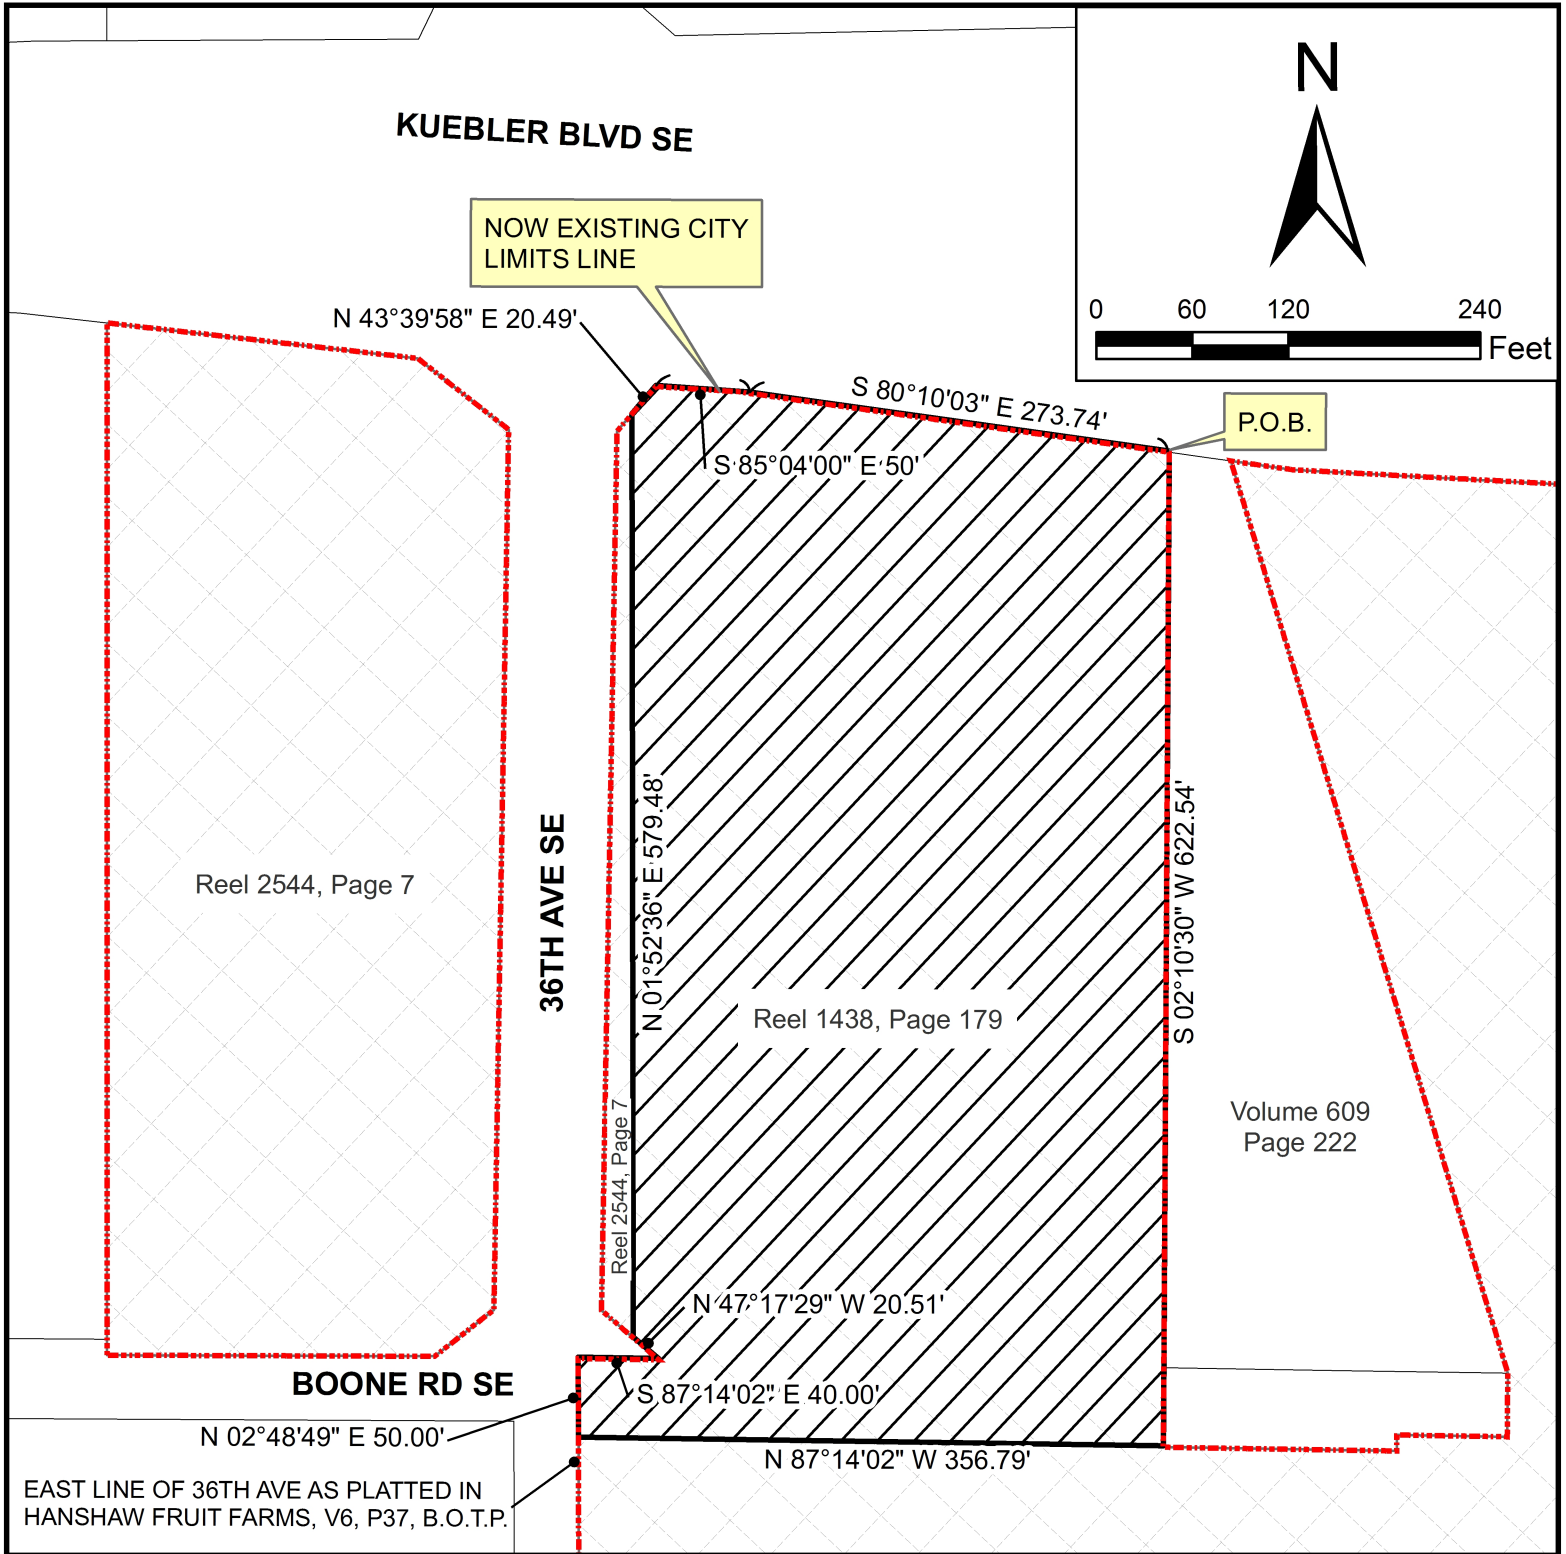 KUEBLER BLVD SE
N
0 60 120 240
Feet
NOW EXISTING CITY
LIMITS LINE
N 43°39'58" E 20.49'
S 80°10'03" E 273.74'
P.O.B.
S 85°04'00" E 50'
36TH AVE SE
N 01°52'36" E 579.48'
S 02°10'30" W 622.54'
Reel 2544, Page 7
Reel 1438, Page 179
Reel 2544, Page 7
Volume 609
Page 222
N 47°17'29" W 20.51'
BOONE RD SE
S 87°14'02" E 40.00'
N 02°48'49" E 50.00'
N 87°14'02" W 356.79'
EAST LINE OF 36TH AVE AS PLATTED IN
HANSHAW FRUIT FARMS, V6, P37, B.O.T.P.